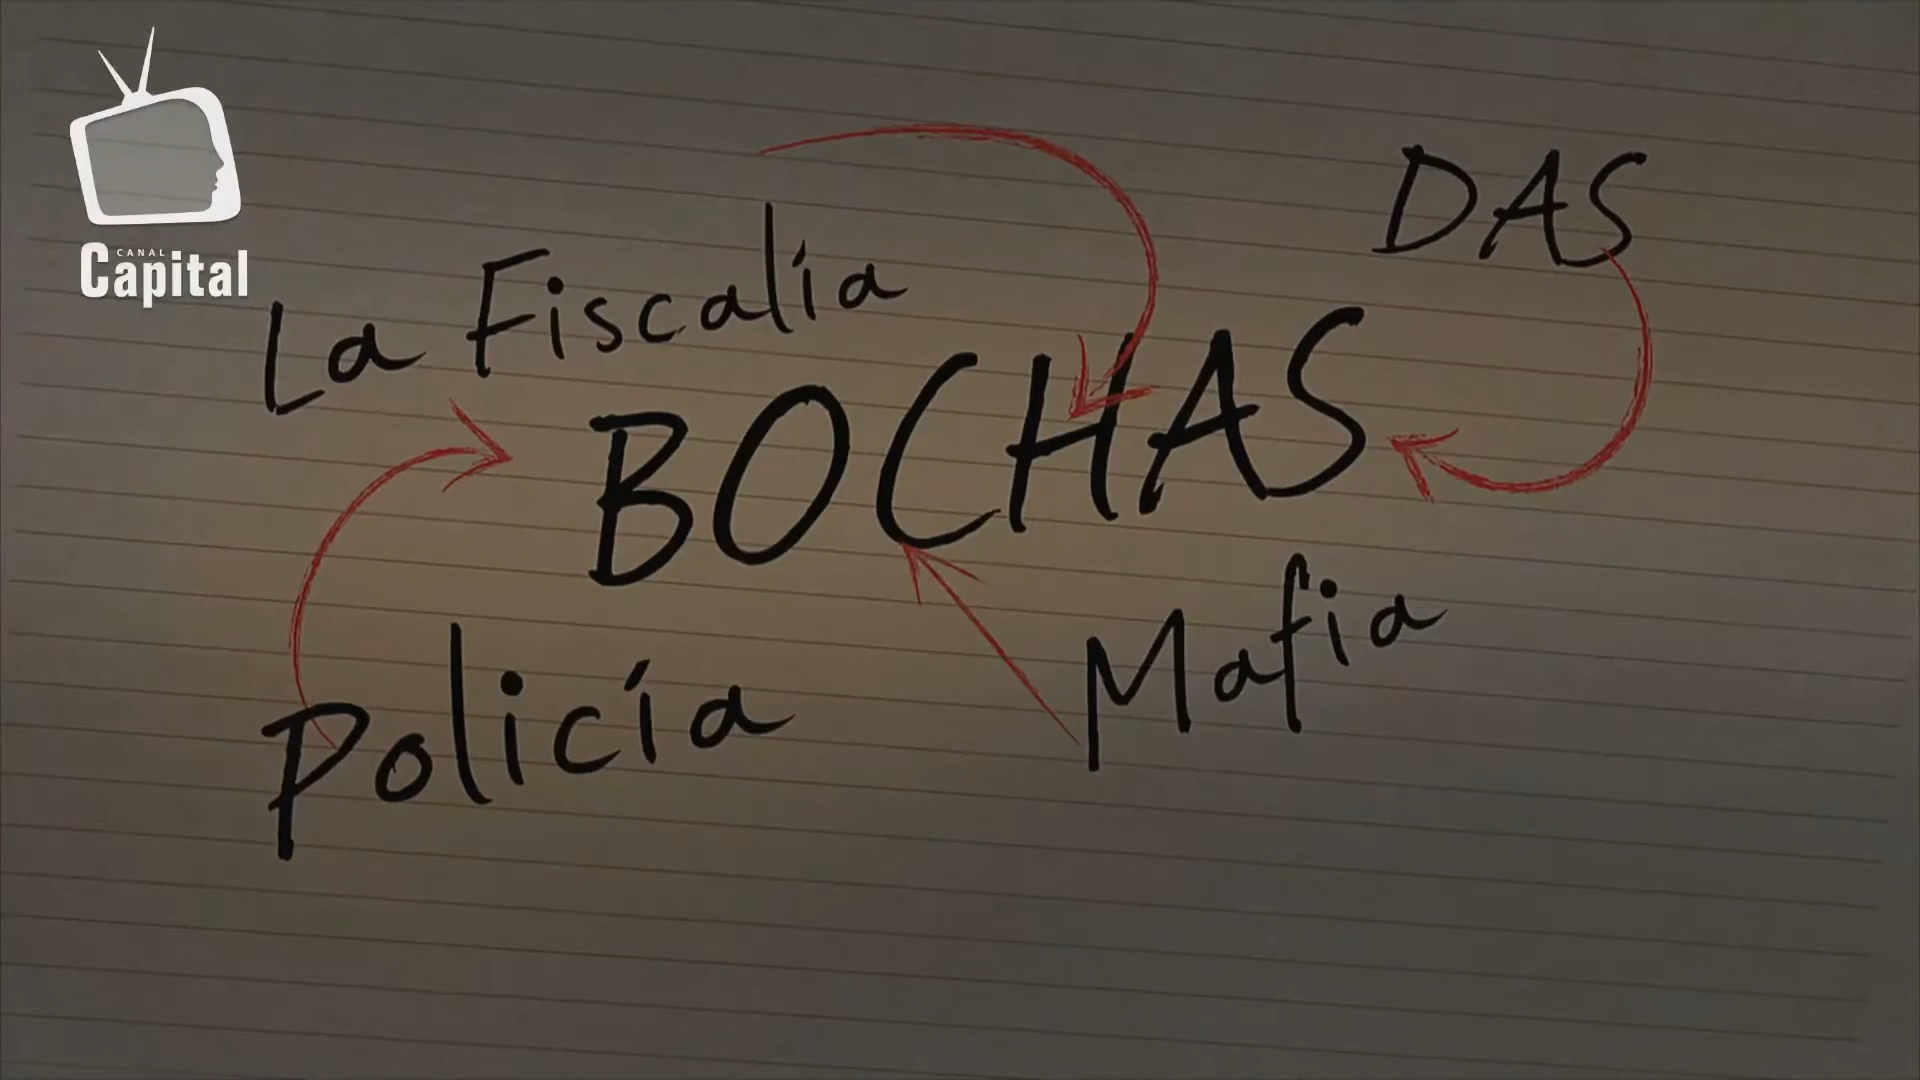 CANAL
Capital
La Fiscalía
DAS
BOCHAS
Policía
Mafia